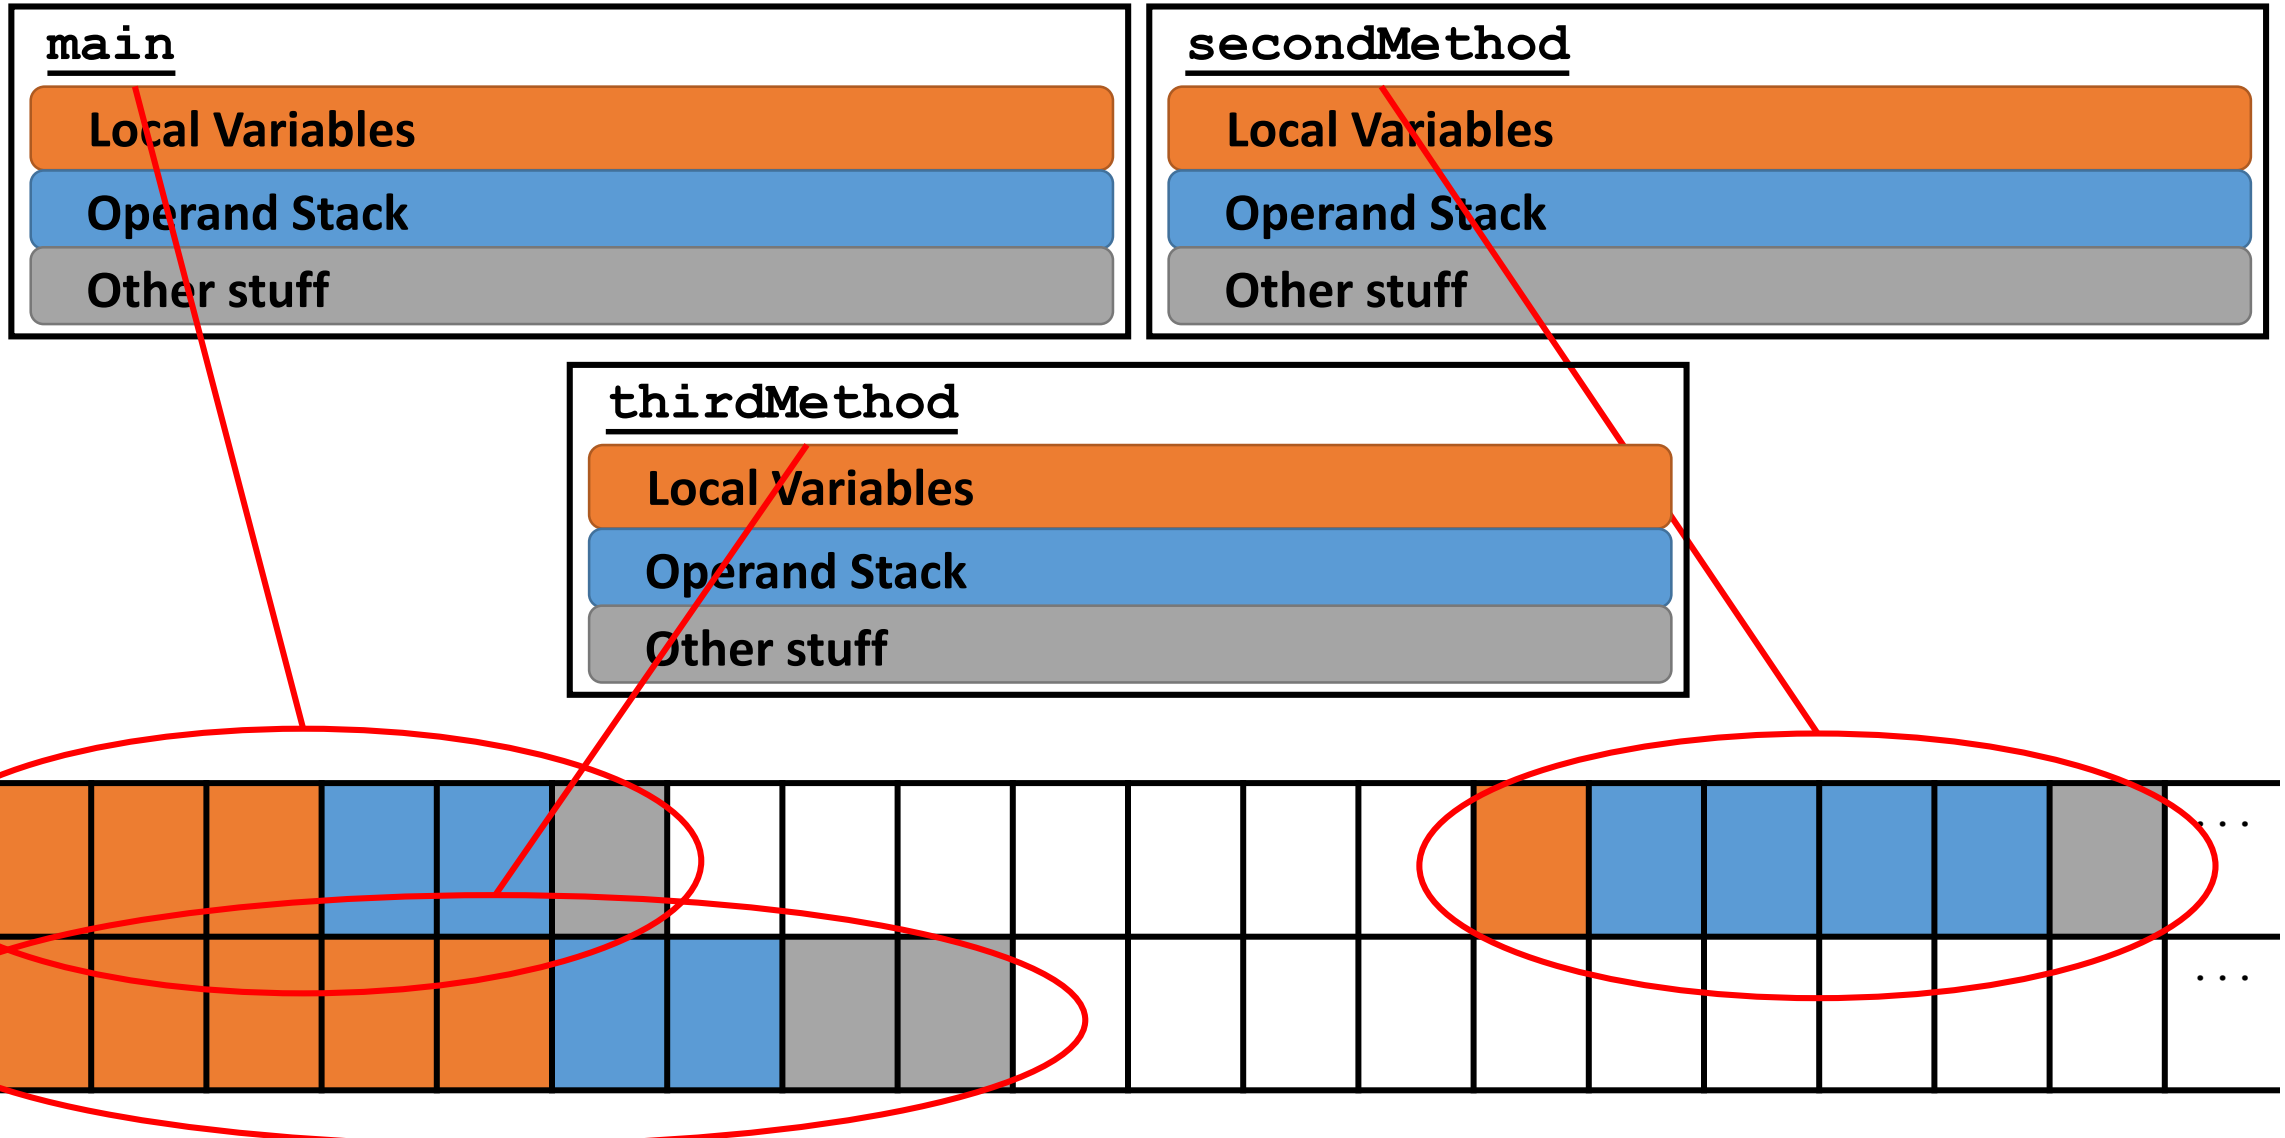 main
Local Variables
Operand Stack
Other stuff
secondMethod
Local Variables
Operand Stack
Other stuff
thirdMethod
Local Variables
Operand Stack
Other stuff
...
...